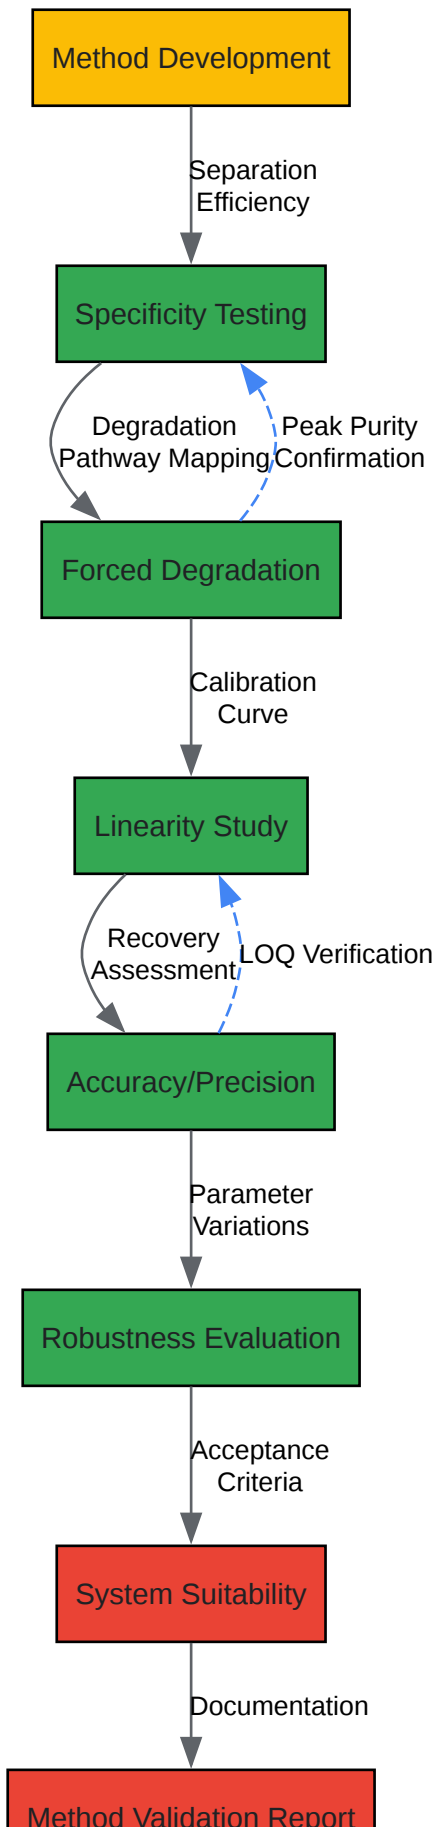 Method Development
Separation
Efficiency
Specificity Testing
Degradation
Pathway Mapping
Peak Purity
Confirmation
Forced Degradation
Calibration
Curve
Linearity Study
Recovery
Assessment
LOQ Verification
Accuracy/Precision
Parameter
Variations
Robustness Evaluation
Acceptance
Criteria
System Suitability
Documentation
Method Validation Report